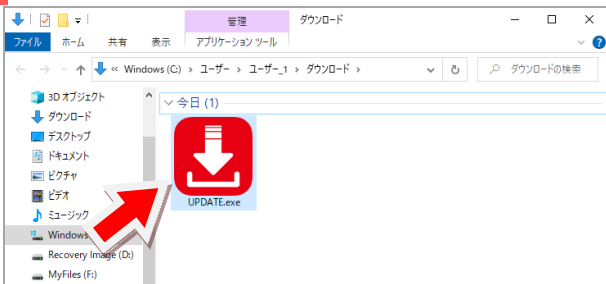 管理
ダウンロード
ファイル
ホーム
共有
表示
アプリケーション ツール
« Windows (C:) › ユーザー › ユーザー_1 › ダウンロード ›
ダウンロードの検索
3D オブジェクト
ダウンロード
デスクトップ
ドキュメント
ピクチャ
ビデオ
ミュージック
Windows
Recovery Image (D:)
MyFiles (F:)
今日 (1)
UPDATE.exe